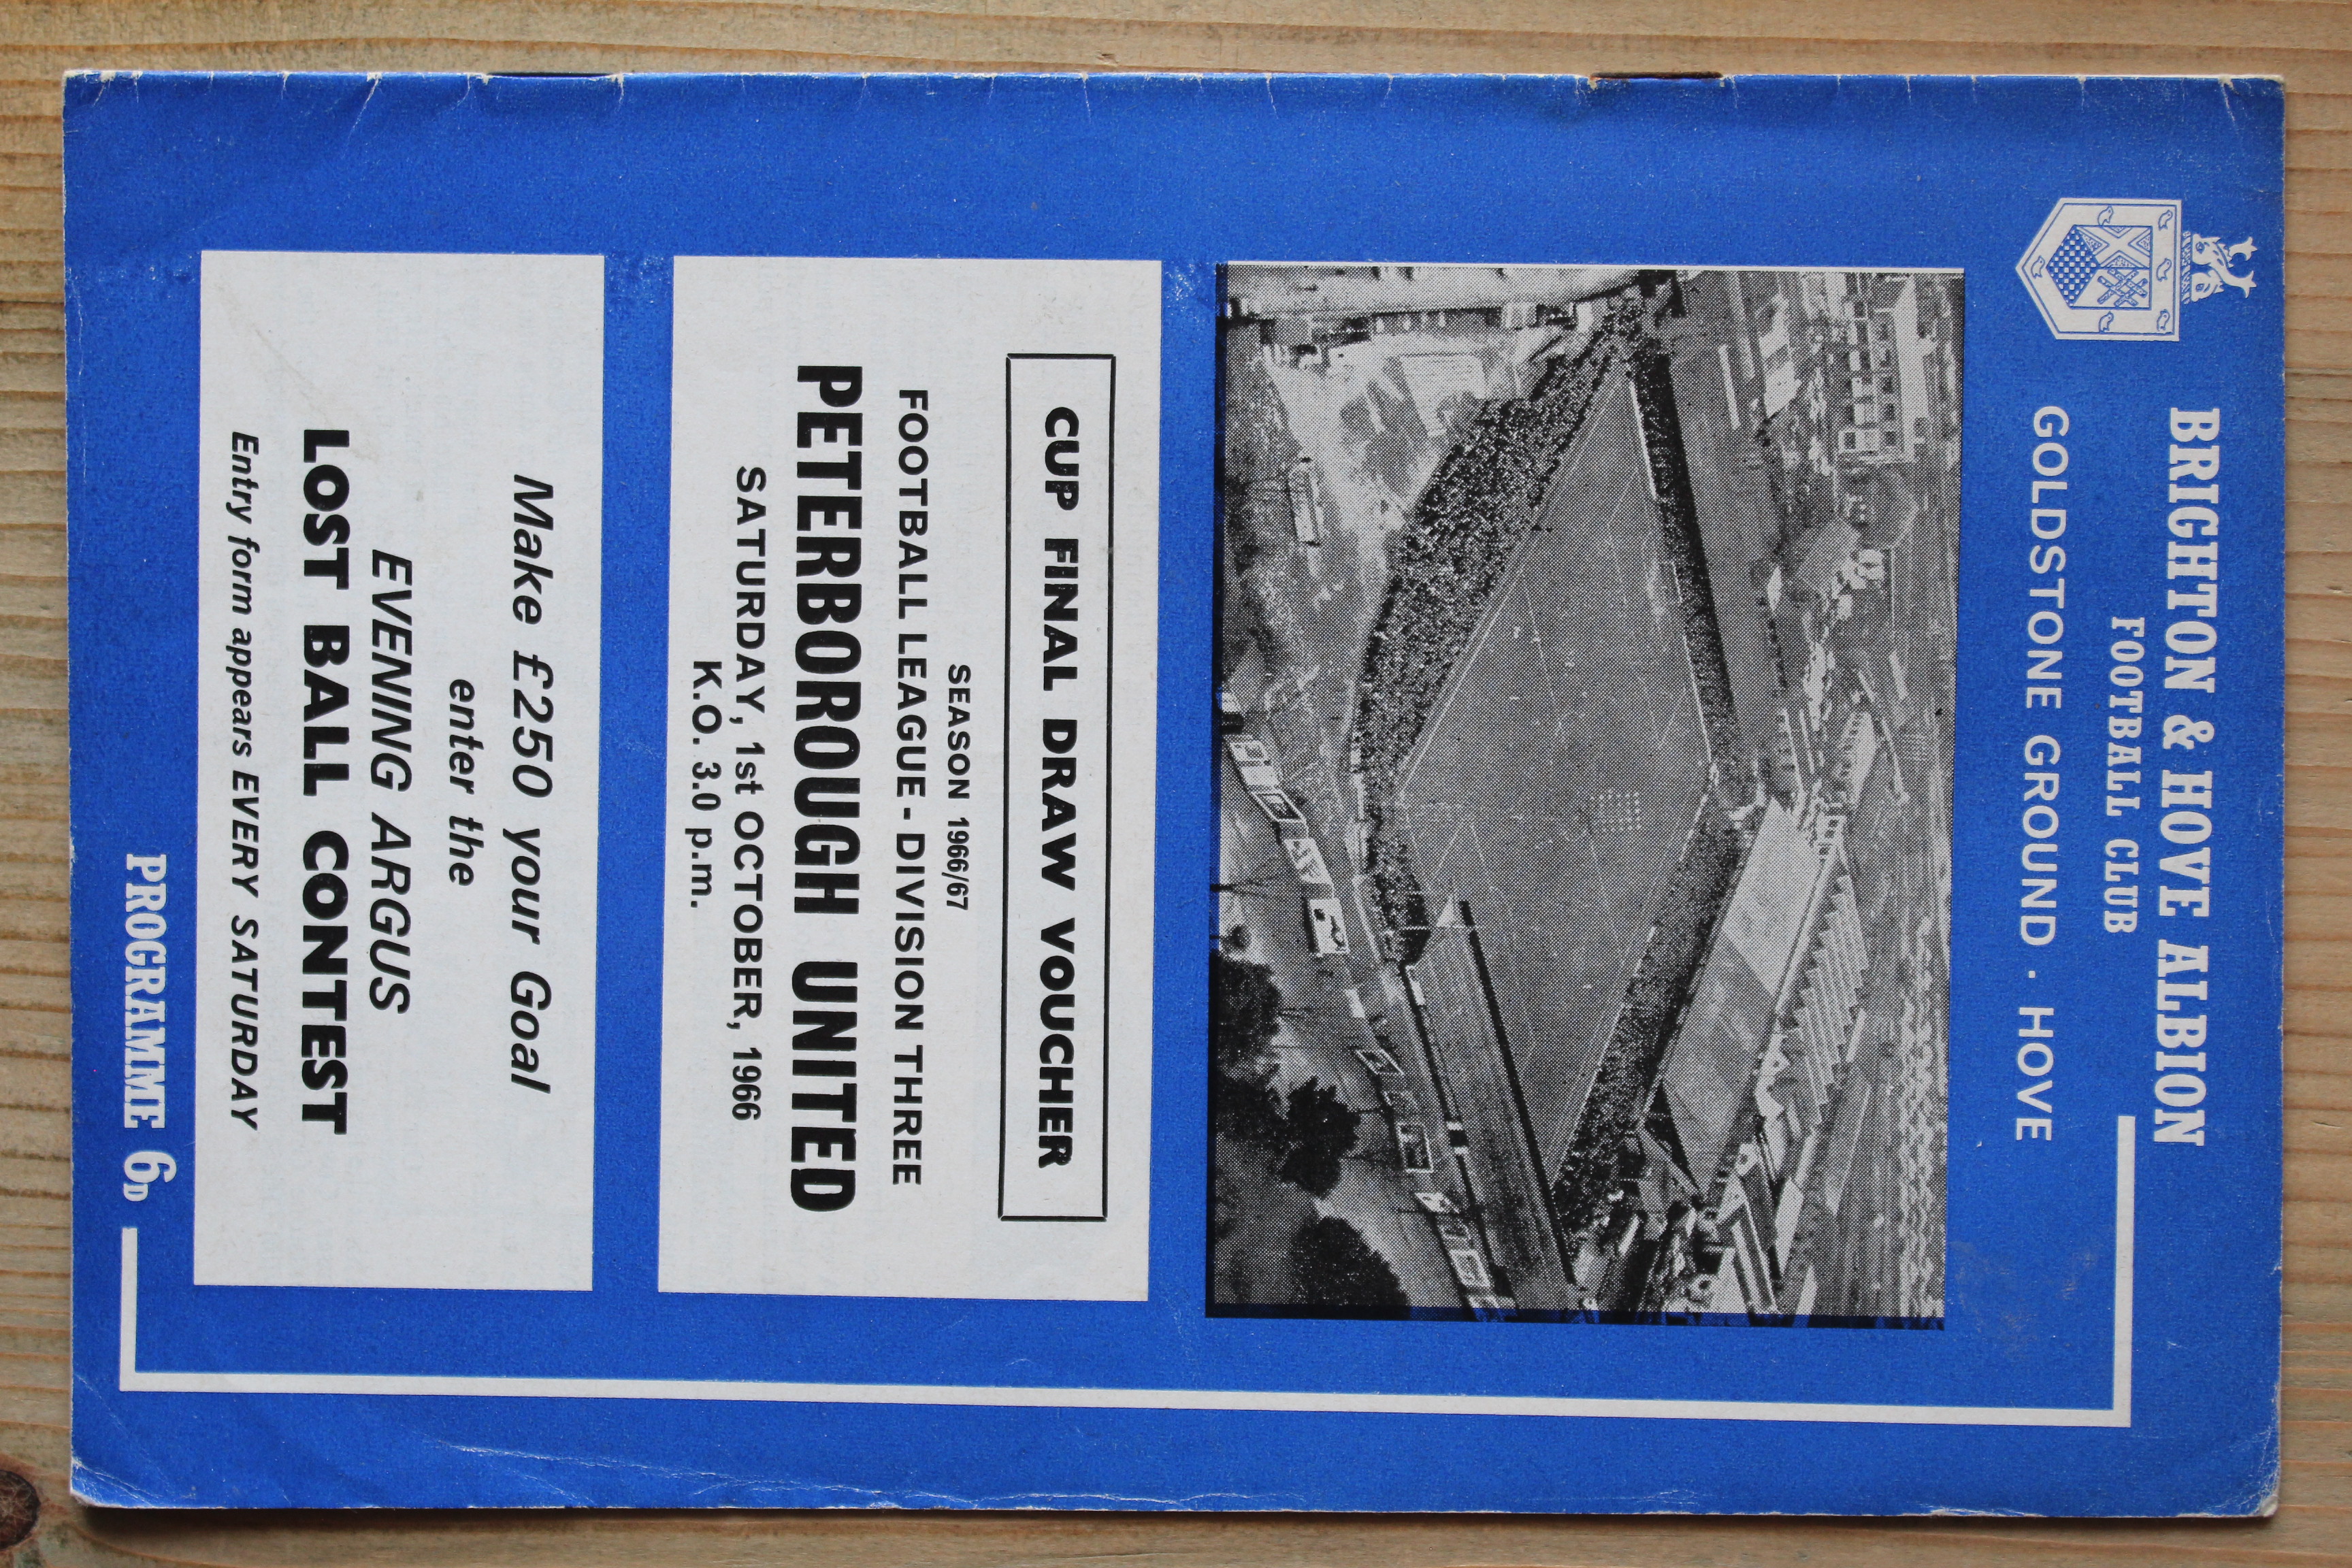 BRIGHTON & HOVE ALBION
FOOTBALL CLUB
GOLDSTONE GROUND · HOVE
CUP FINAL DRAW VOUCHER
SEASON 1966/67
FOOTBALL LEAGUE - DIVISION THREE
PETERBOROUGH UNITED
SATURDAY, 1st OCTOBER, 1966
K.O. 3.0 p.m.
Make £250 your Goal
enter the
EVENING ARGUS
LOST BALL CONTEST
Entry form appears EVERY SATURDAY
PROGRAMME 6D